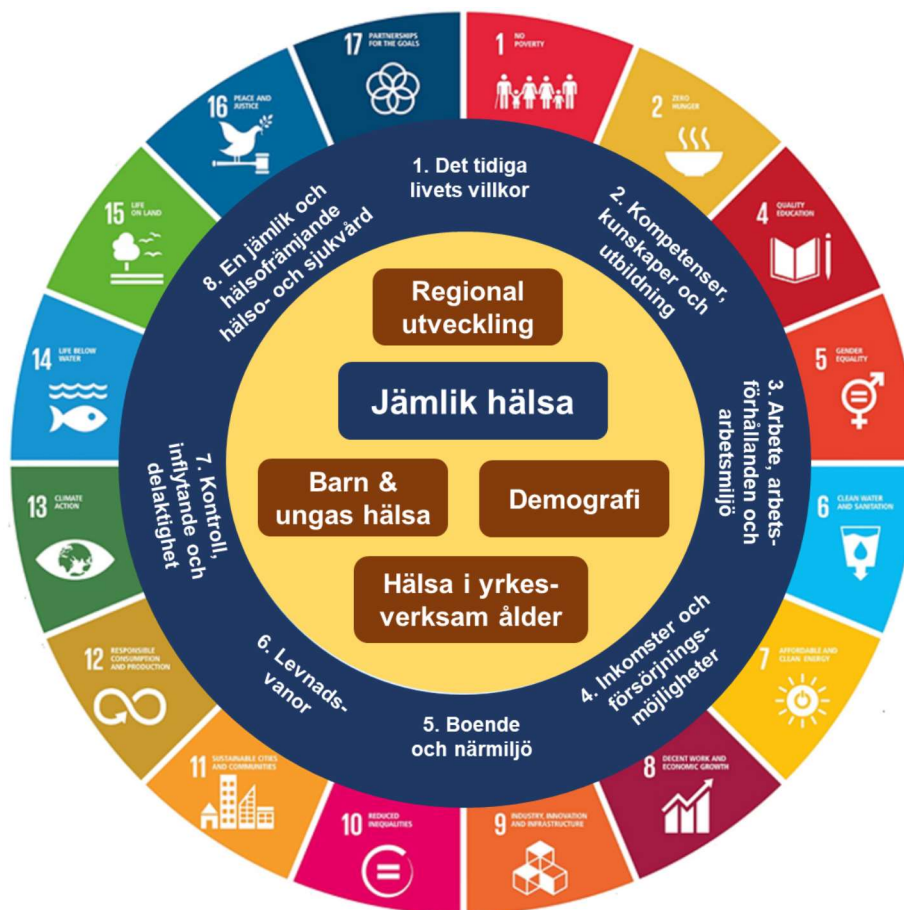 17 PARTNERSHIPS
FOR THE GOALS
1 NO
POVERTY
2 ZERO
HUNGER
4 QUALITY
EDUCATION
5 GENDER
EQUALITY
6 CLEAN WATER
AND SANITATION
7 AFFORDABLE AND
CLEAN ENERGY
8 DECENT WORK AND
ECONOMIC GROWTH
9 INDUSTRY, INNOVATION
AND INFRASTRUCTURE
10 REDUCED
INEQUALITIES
11 SUSTAINABLE CITIES
AND COMMUNITIES
12 RESPONSIBLE
CONSUMPTION
AND PRODUCTION
13 CLIMATE
ACTION
14 LIFE BELOW
WATER
15 LIFE
ON LAND
16 PEACE AND
JUSTICE
1. Det tidiga
livets villkor
2. Kompetenser,
kunskaper och
utbildning
3. Arbete, arbets-
förhållanden och
arbetsmiljö
4. Inkomster och
försörjnings-
möjligheter
5. Boende
och närmiljö
6. Levnads-
vanor
7. Kontroll,
inflytande och
delaktighet
8. En jämlik och
hälsofrämjande
hälso- och sjukvård
Regional
utveckling
Jämlik hälsa
Barn &
ungas hälsa
Demografi
Hälsa i yrkes-
verksam ålder